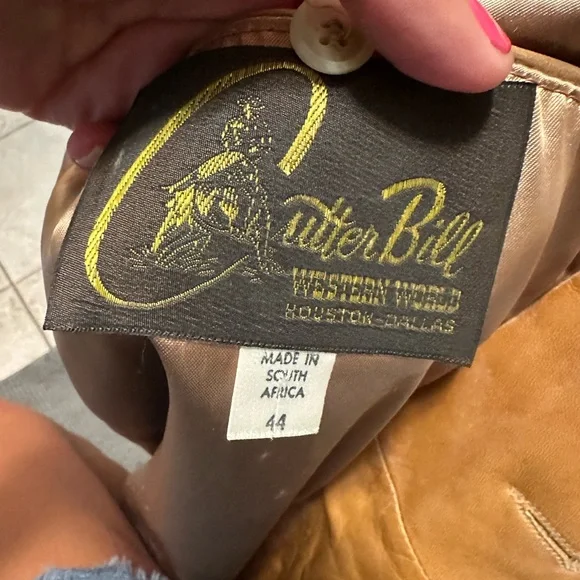 Cutter Bill
WESTERN WORLD
HOUSTON-DALLAS
MADE IN
SOUTH
AFRICA
44